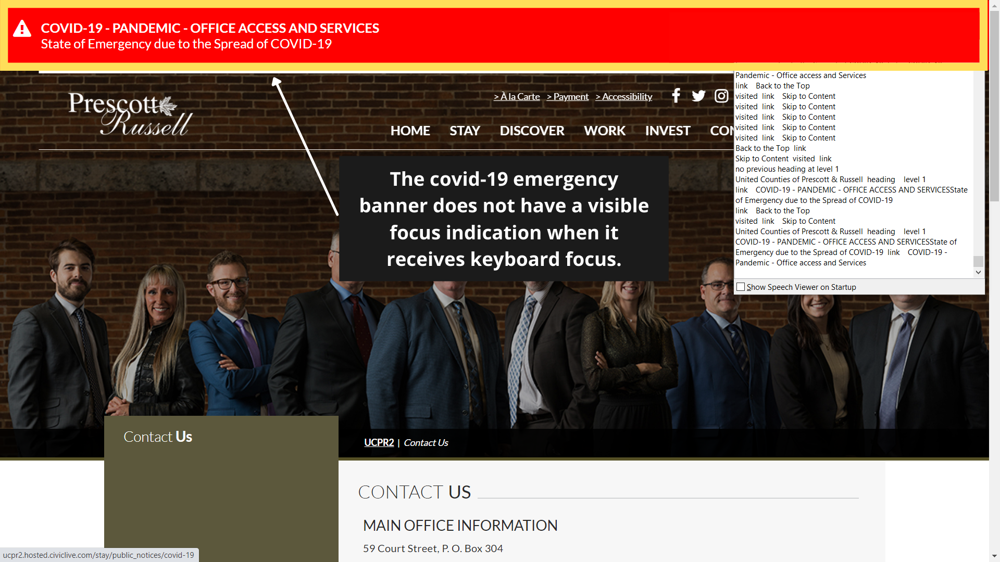 COVID-19 - PANDEMIC - OFFICE ACCESS AND SERVICES
State of Emergency due to the Spread of COVID-19
Prescott
Russell
> À la Carte > Payment > Accessibility
HOME STAY DISCOVER WORK INVEST CON
The covid-19 emergency
banner does not have a visible
focus indication when it
receives keyboard focus.
Pandemic - Office access and Services
link Back to the Top
visited link Skip to Content
visited link Skip to Content
visited link Skip to Content
visited link Skip to Content
visited link Skip to Content
Back to the Top link
Skip to Content visited link
no previous heading at level 1
United Counties of Prescott & Russell heading level 1
link COVID-19 - PANDEMIC - OFFICE ACCESS AND SERVICESState
of Emergency due to the Spread of COVID-19
link Back to the Top
visited link Skip to Content
United Counties of Prescott & Russell heading level 1
COVID-19 - PANDEMIC - OFFICE ACCESS AND SERVICESState of
Emergency due to the Spread of COVID-19 link COVID-19 -
Pandemic - Office access and Services
Show Speech Viewer on Startup
Contact Us
UCPR2 | Contact Us
CONTACT US
MAIN OFFICE INFORMATION
59 Court Street, P. O. Box 304
ucpr2.hosted.civiclive.com/stay/public_notices/covid-19